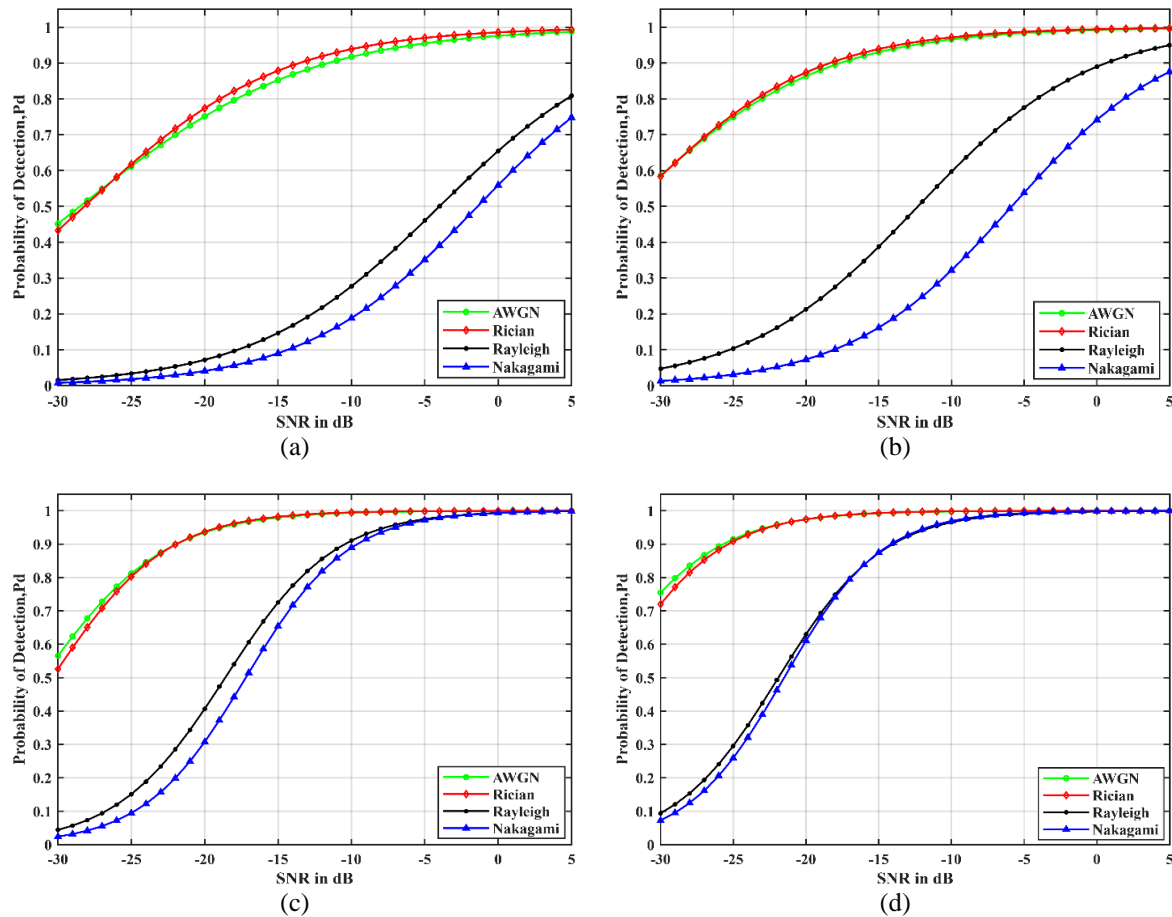 1
0.9
0.8
0.7
0.6
0.5
0.4
0.3
0.2
0.1
0
Probability of Detection,Pd
AWGN
Rician
Rayleigh
Nakagami
-30 -25 -20 -15 -10 -5 0 5
SNR in dB
(a)
1
0.9
0.8
0.7
0.6
0.5
0.4
0.3
0.2
0.1
0
Probability of Detection,Pd
AWGN
Rician
Rayleigh
Nakagami
-30 -25 -20 -15 -10 -5 0 5
SNR in dB
(b)
1
0.9
0.8
0.7
0.6
0.5
0.4
0.3
0.2
0.1
0
Probability of Detection,Pd
AWGN
Rician
Rayleigh
Nakagami
-30 -25 -20 -15 -10 -5 0 5
SNR in dB
(c)
1
0.9
0.8
0.7
0.6
0.5
0.4
0.3
0.2
0.1
0
Probability of Detection,Pd
AWGN
Rician
Rayleigh
Nakagami
-30 -25 -20 -15 -10 -5 0 5
SNR in dB
(d)